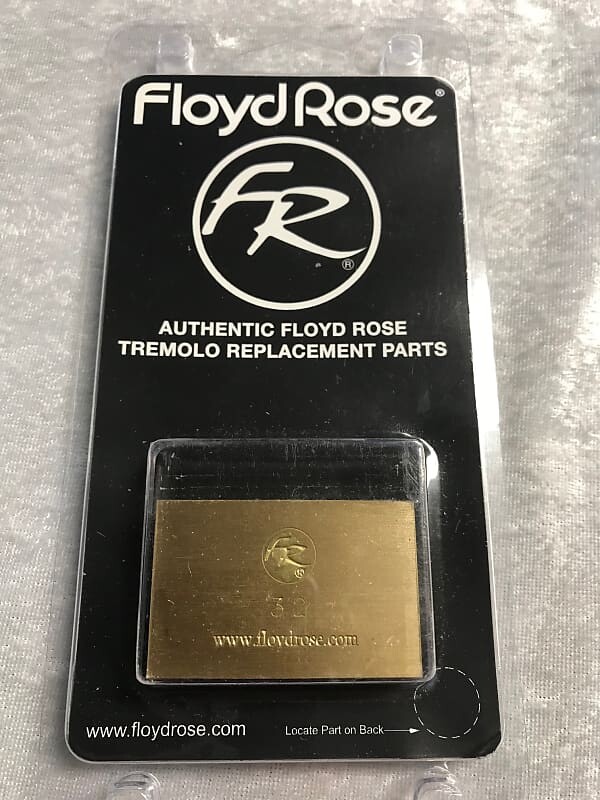 FloydRose®
FR
®
AUTHENTIC FLOYD ROSE
TREMOLO REPLACEMENT PARTS
FR
®
32
www.floydrose.com
www.floydrose.com
Locate Part on Back